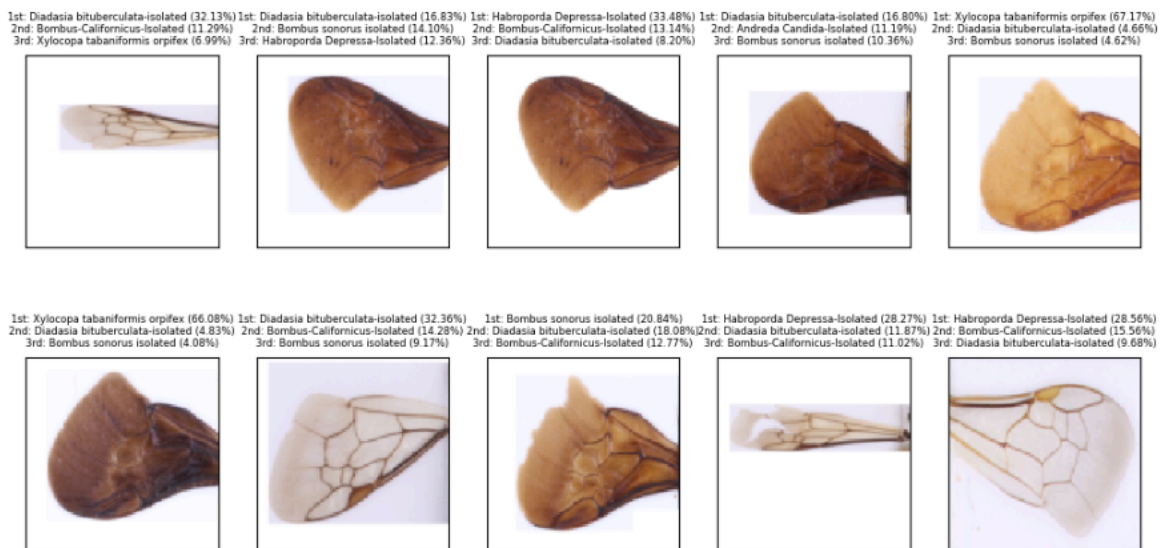 1st: Diadasia bituberculata-isolated (32.13%)
2nd: Bombus-Californicus-Isolated (11.29%)
3rd: Xylocopa tabaniformis orpifex (6.99%)
1st: Diadasia bituberculata-isolated (16.83%)
2nd: Bombus sonorus isolated (14.10%)
3rd: Habroporda Depressa-Isolated (12.36%)
1st: Habroporda Depressa-Isolated (33.48%)
2nd: Bombus-Californicus-Isolated (13.14%)
3rd: Diadasia bituberculata-isolated (8.20%)
1st: Diadasia bituberculata-isolated (16.80%)
2nd: Andreda Candida-Isolated (11.19%)
3rd: Bombus sonorus isolated (10.36%)
1st: Xylocopa tabaniformis orpifex (67.17%)
2nd: Diadasia bituberculata-isolated (4.66%)
3rd: Bombus sonorus isolated (4.62%)
1st: Xylocopa tabaniformis orpifex (66.08%)
2nd: Diadasia bituberculata-isolated (4.83%)
3rd: Bombus sonorus isolated (4.08%)
1st: Diadasia bituberculata-isolated (32.36%)
2nd: Bombus-Californicus-Isolated (14.28%)
3rd: Bombus sonorus isolated (9.17%)
1st: Bombus sonorus isolated (20.84%)
2nd: Diadasia bituberculata-isolated (18.08%)
3rd: Bombus-Californicus-Isolated (12.77%)
1st: Habroporda Depressa-Isolated (28.27%)
2nd: Diadasia bituberculata-isolated (11.87%)
3rd: Bombus-Californicus-Isolated (11.02%)
1st: Habroporda Depressa-Isolated (28.56%)
2nd: Bombus-Californicus-Isolated (15.56%)
3rd: Diadasia bituberculata-isolated (9.68%)